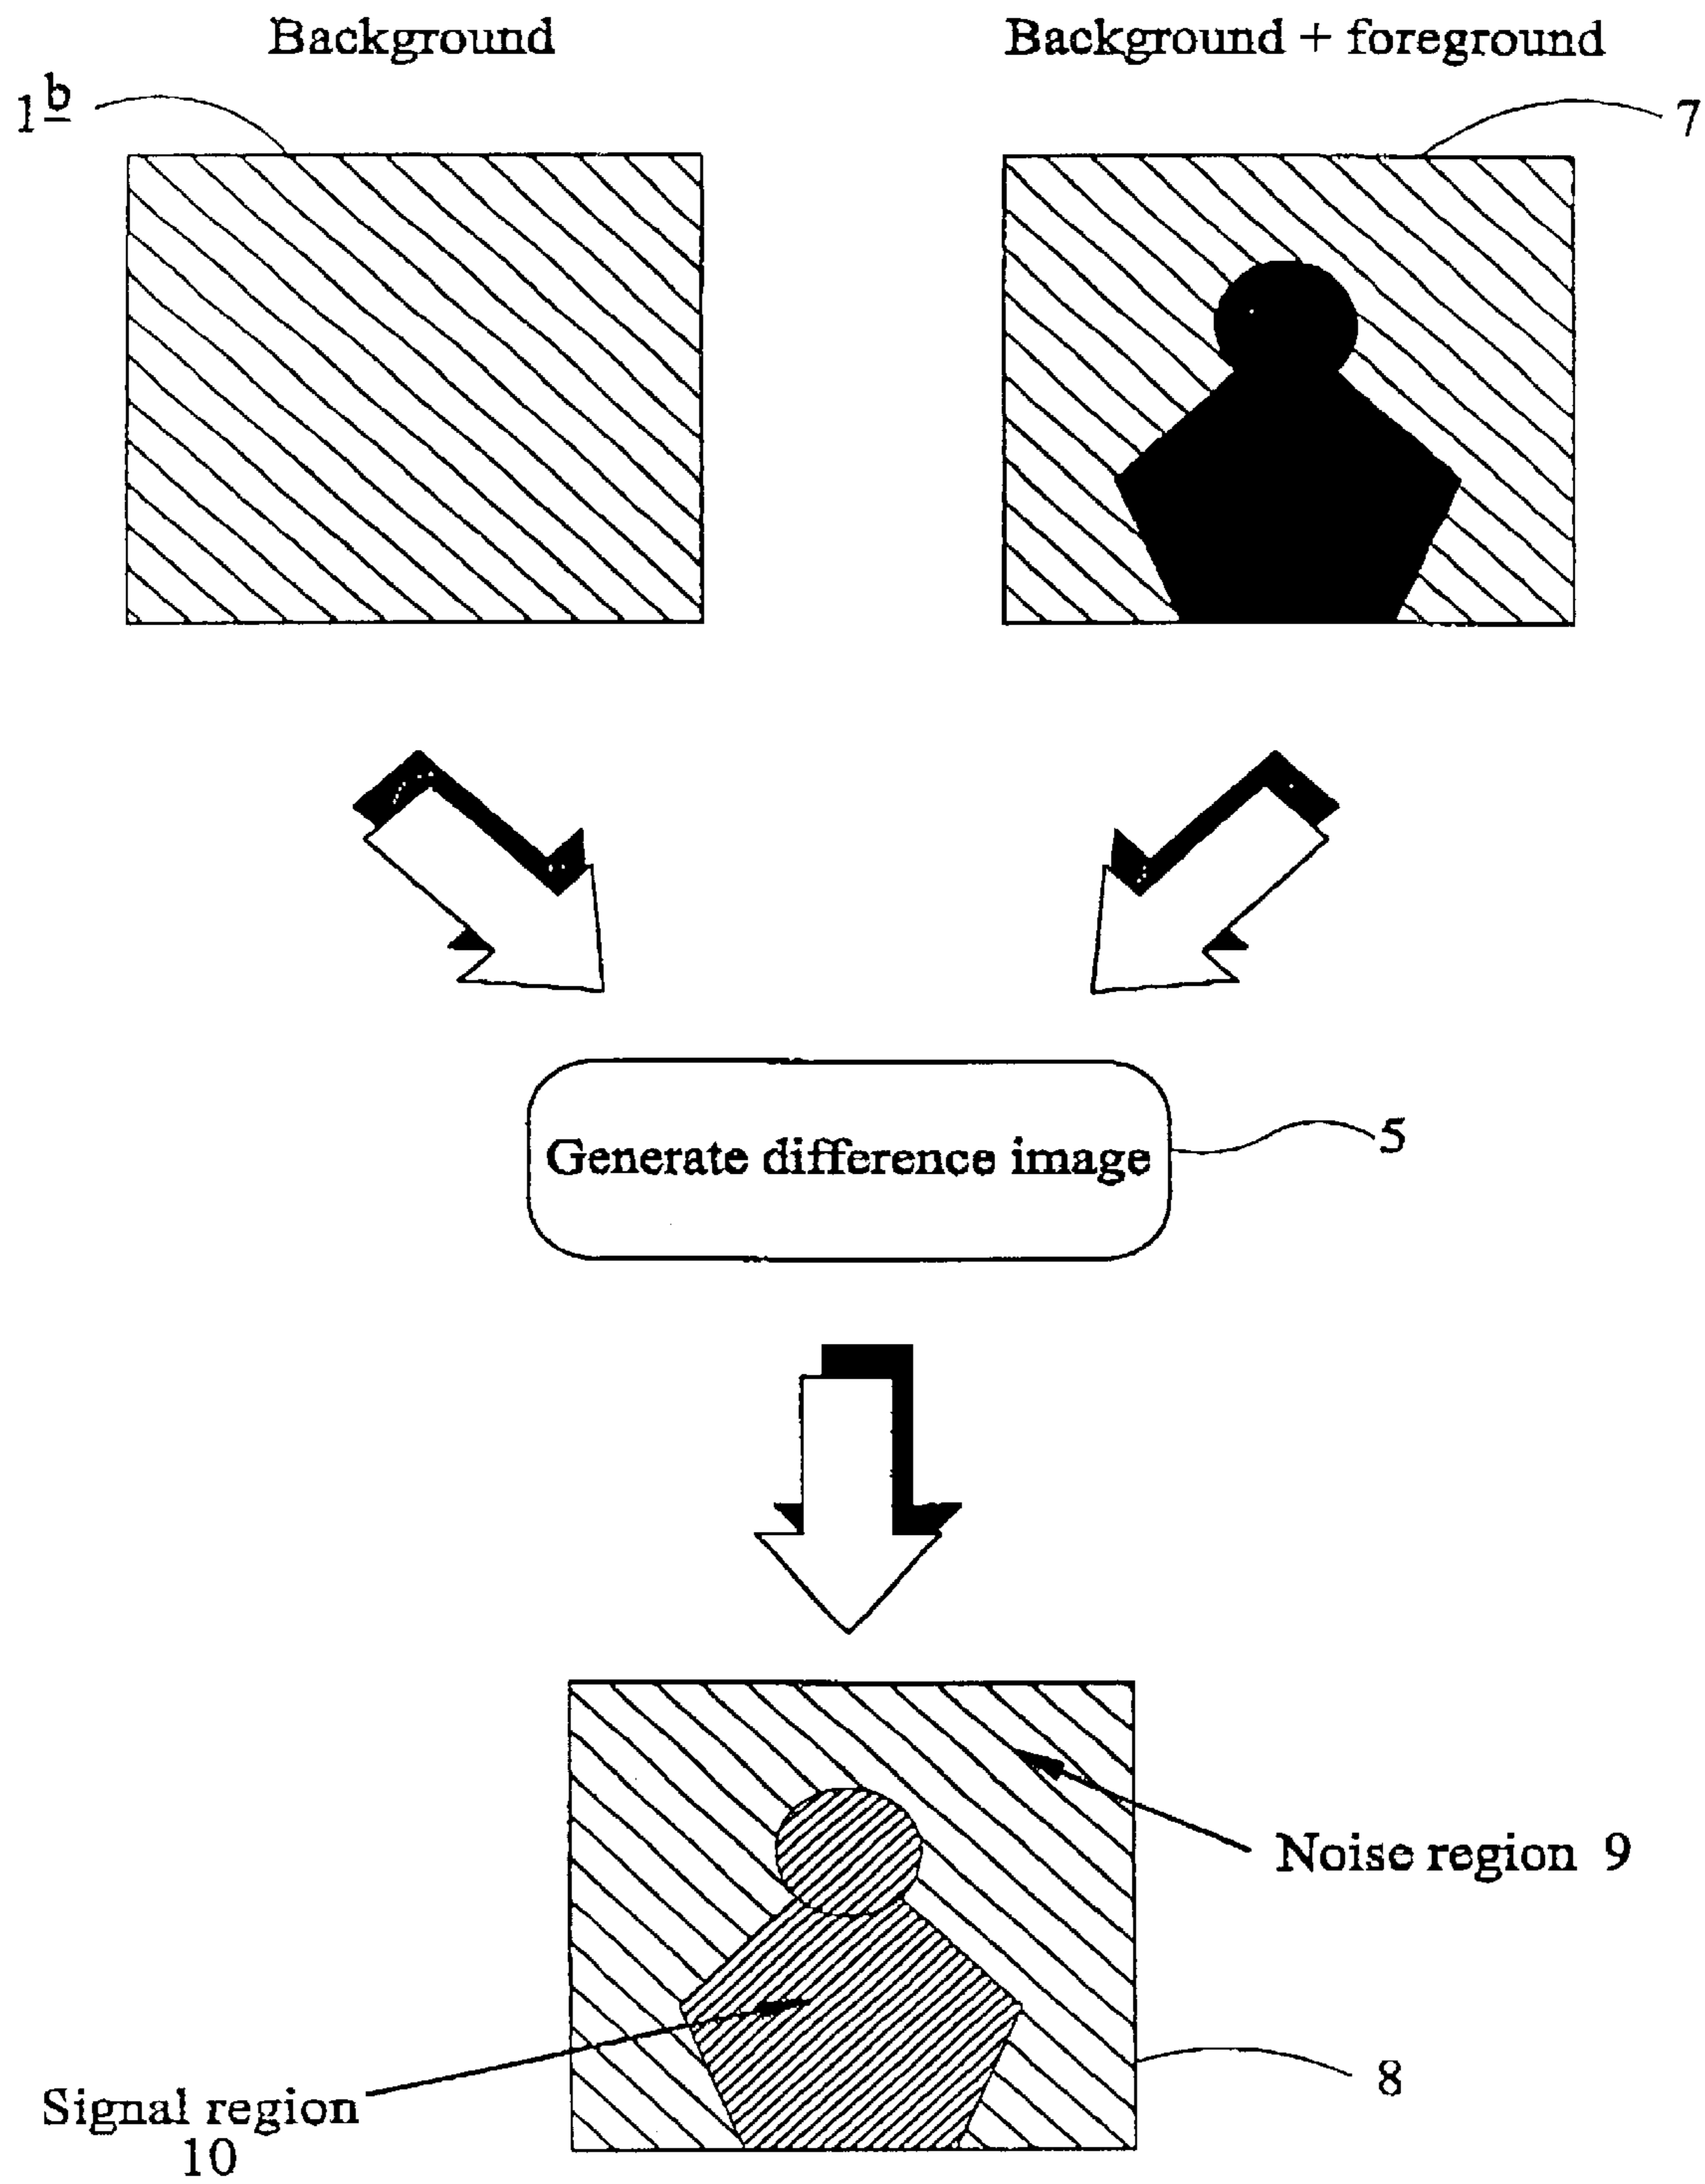 Background
Background + foreground
1b
7
Generate difference image
5
Noise region 9
8
Signal region
10